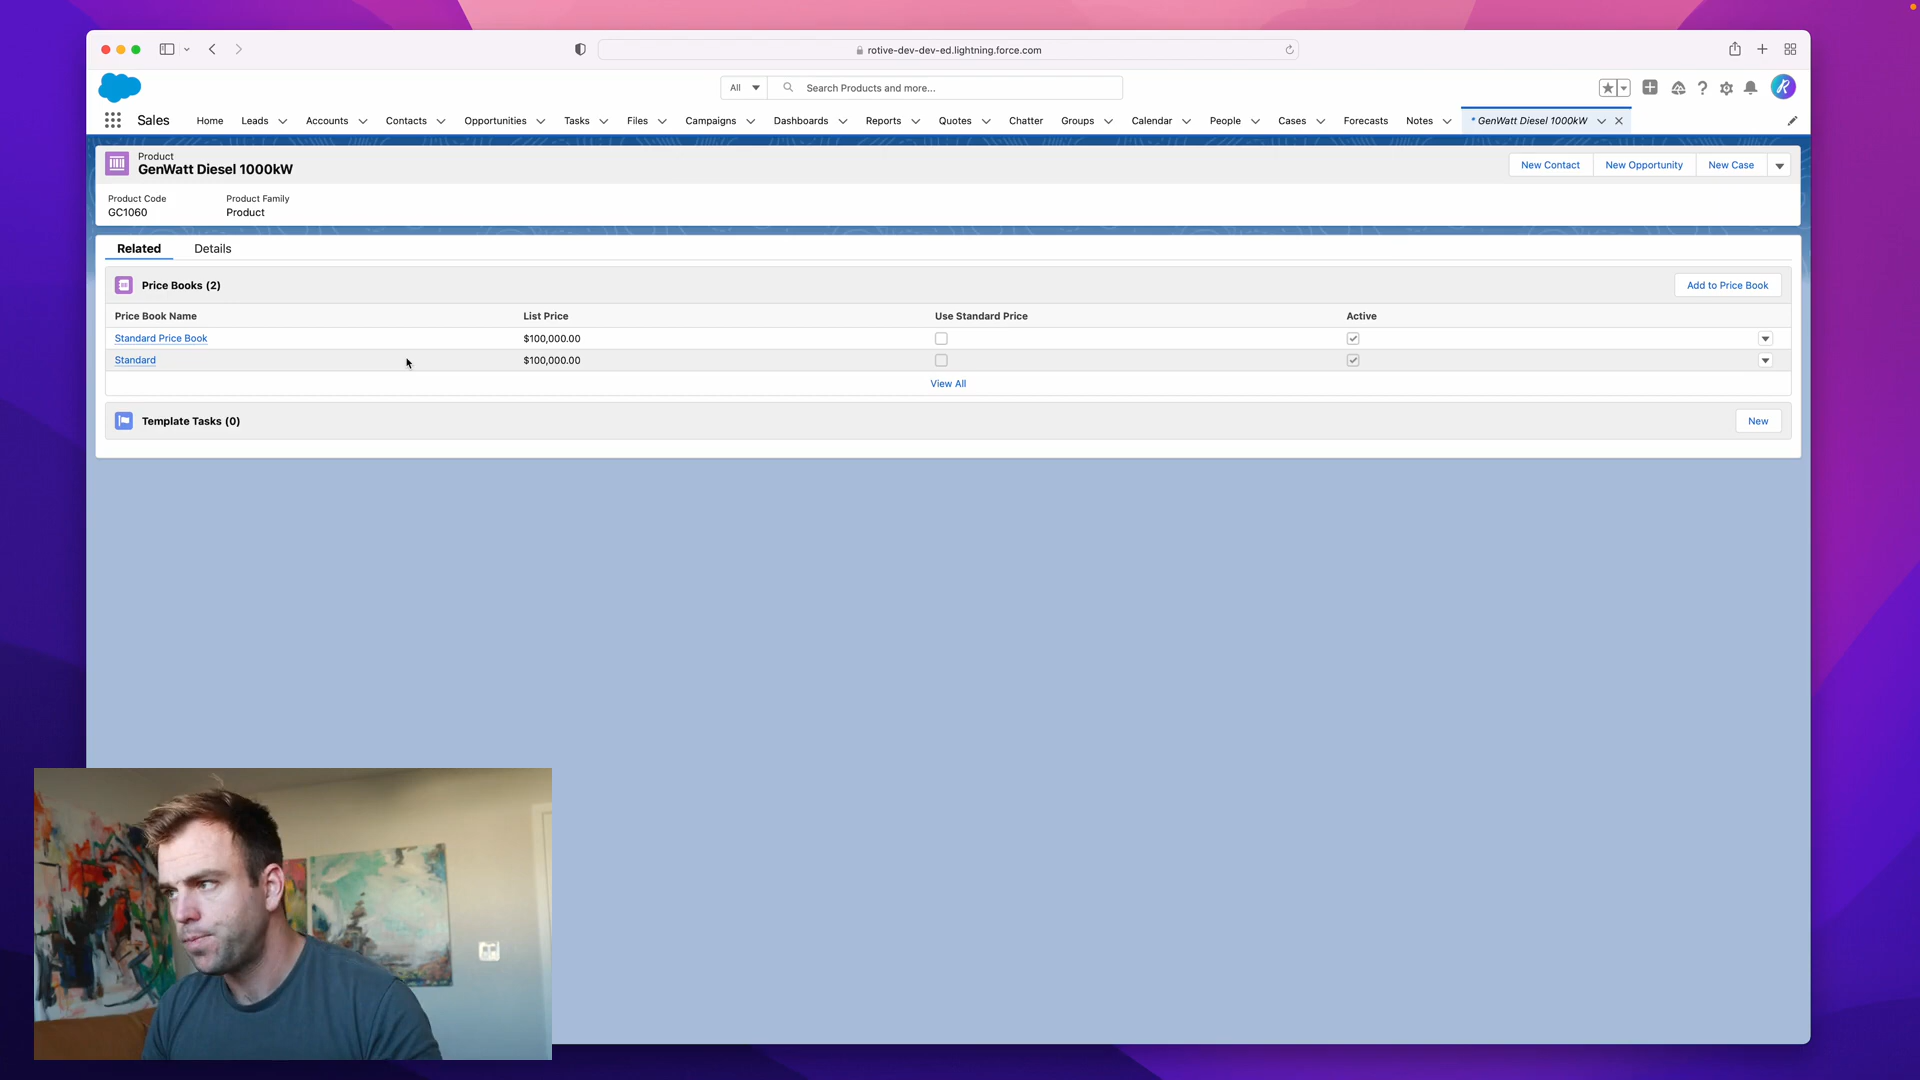 rotive-dev-dev-ed.lightning.force.com
All
Search Products and more...
Sales
Home
Leads
Accounts
Contacts
Opportunities
Tasks
Files
Campaigns
Dashboards
Reports
Quotes
Chatter
Groups
Calendar
People
Cases
Forecasts
Notes
* GenWatt Diesel 1000kW
Product
GenWatt Diesel 1000kW
New Contact
New Opportunity
New Case
Product Code
Product Family
GC1060
Product
Related
Details
Price Books (2)
Add to Price Book
Price Book Name
List Price
Use Standard Price
Active
Standard Price Book
$100,000.00
Standard
$100,000.00
View All
Template Tasks (0)
New